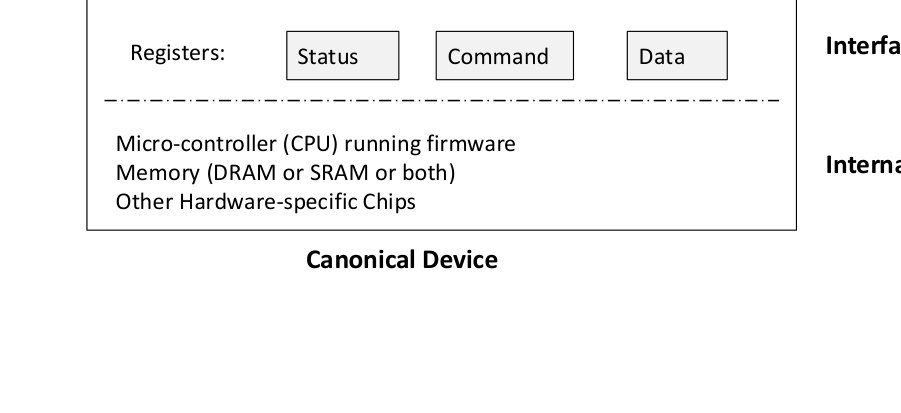 Registers: Status Command Data Interfa
Micro-controller (CPU) running firmware
Memory (DRAM or SRAM or both) Interna
Other Hardware-specific Chips
Canonical Device